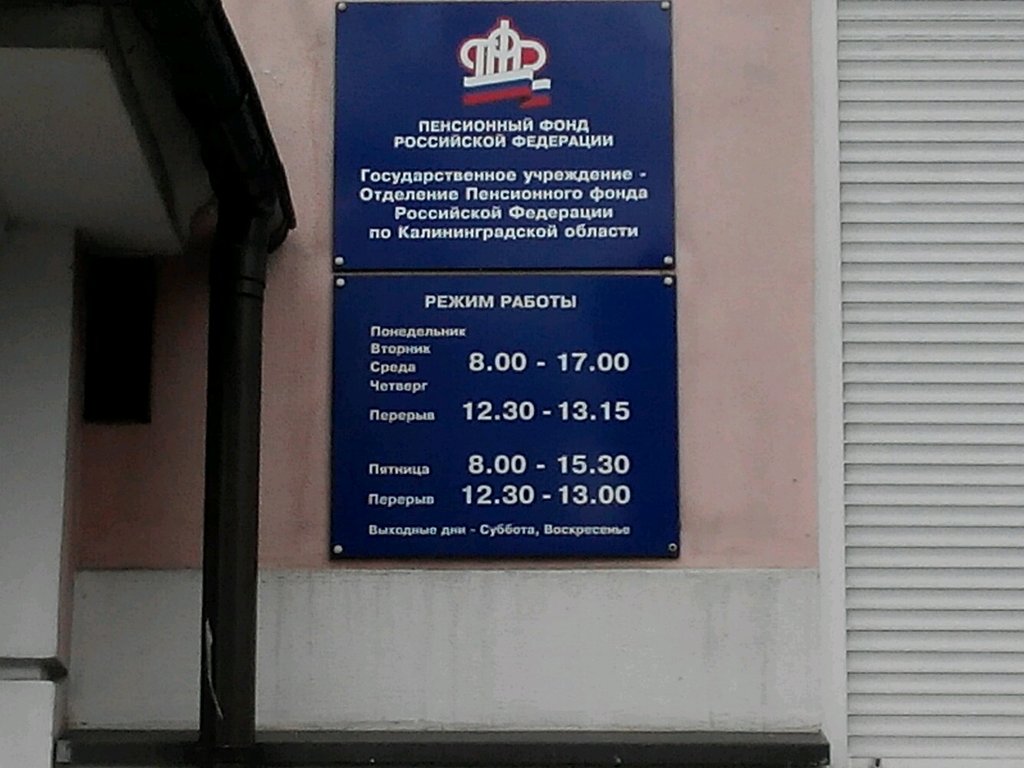 ПФР
ПЕНСИОННЫЙ ФОНД
РОССИЙСКОЙ ФЕДЕРАЦИИ
Государственное учреждение -
Отделение Пенсионного фонда
Российской Федерации
по Калининградской области
РЕЖИМ РАБОТЫ
Понедельник
Вторник
Среда
Четверг
8.00 - 17.00
Перерыв 12.30 - 13.15
Пятница 8.00 - 15.30
Перерыв 12.30 - 13.00
Выходные дни - Суббота, Воскресенье